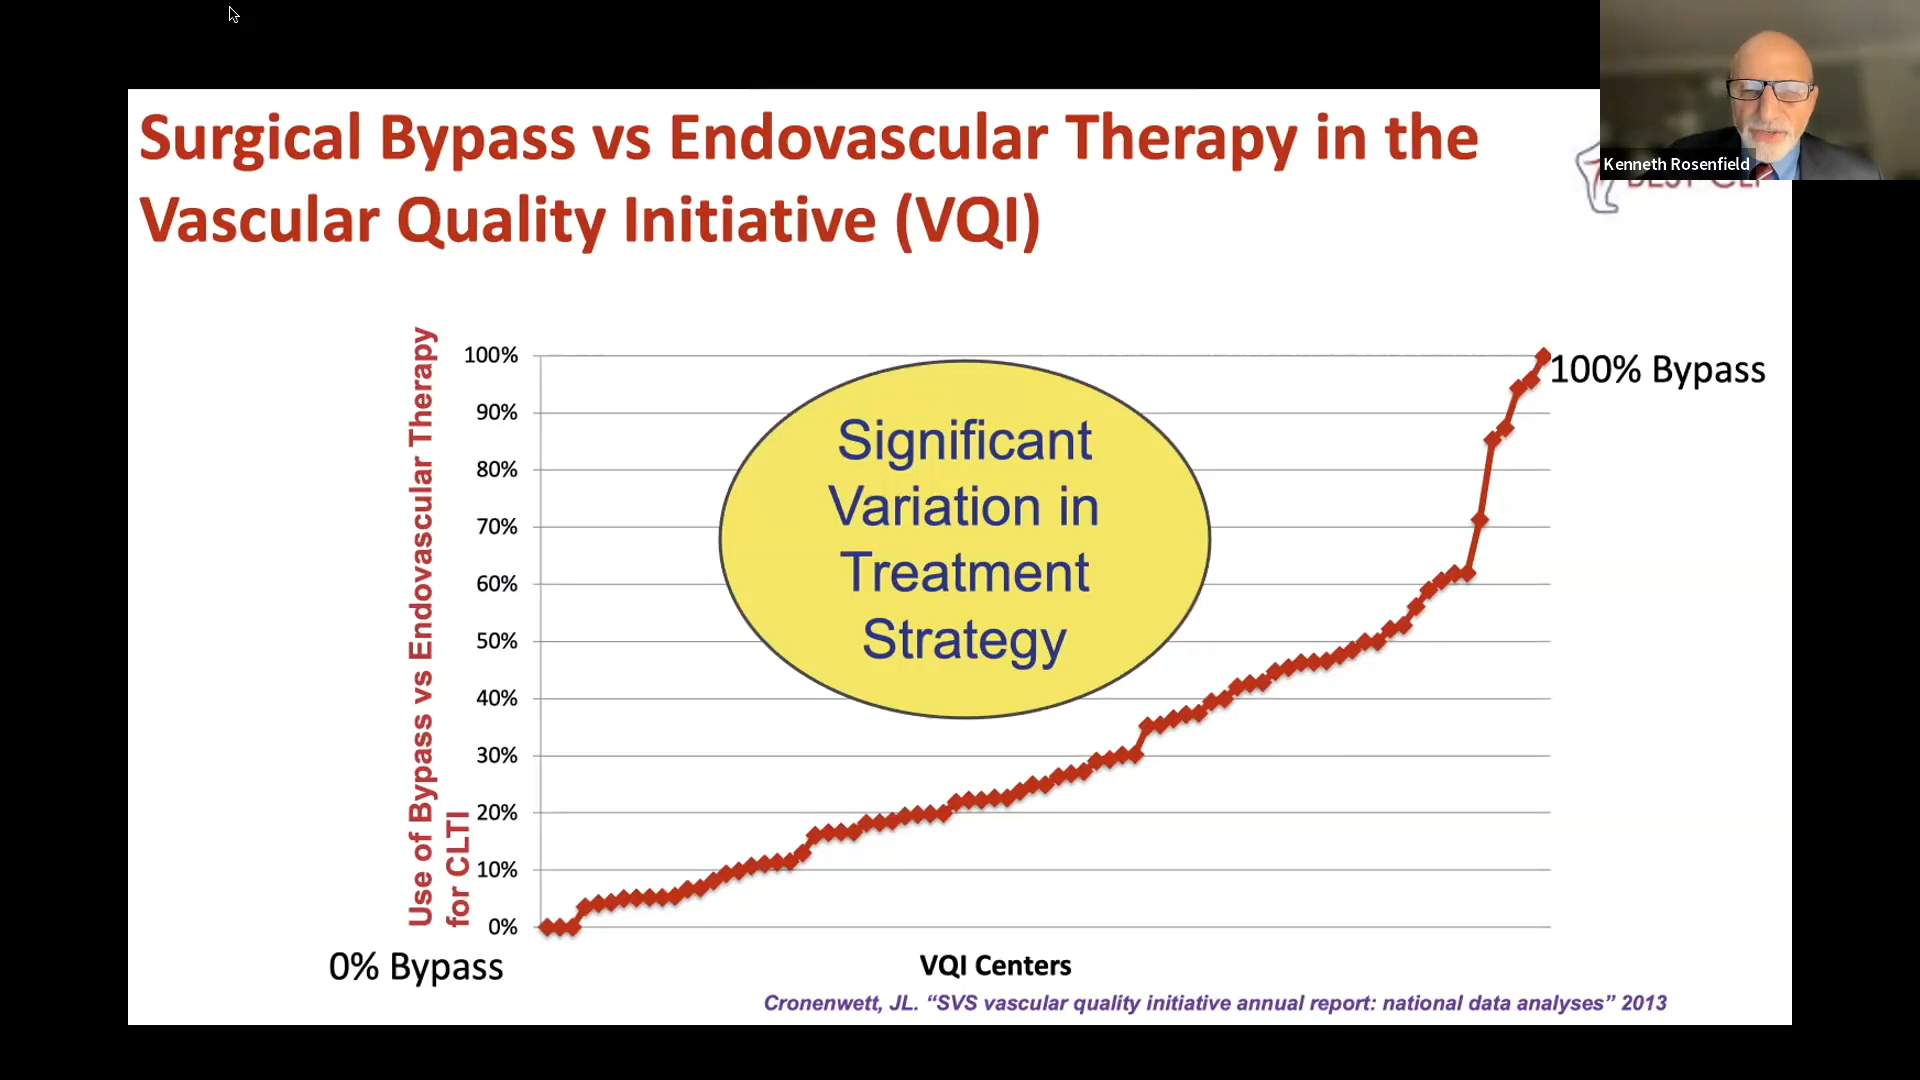 Surgical Bypass vs Endovascular Therapy in the
Vascular Quality Initiative (VQI)
Kenneth Rosenfield
Use of Bypass vs Endovascular Therapy
for CLTI
100%
90%
80%
70%
60%
50%
40%
30%
20%
10%
0%
Significant
Variation in
Treatment
Strategy
100% Bypass
0% Bypass
VQI Centers
Cronenwett, JL. “SVS vascular quality initiative annual report: national data analyses” 2013